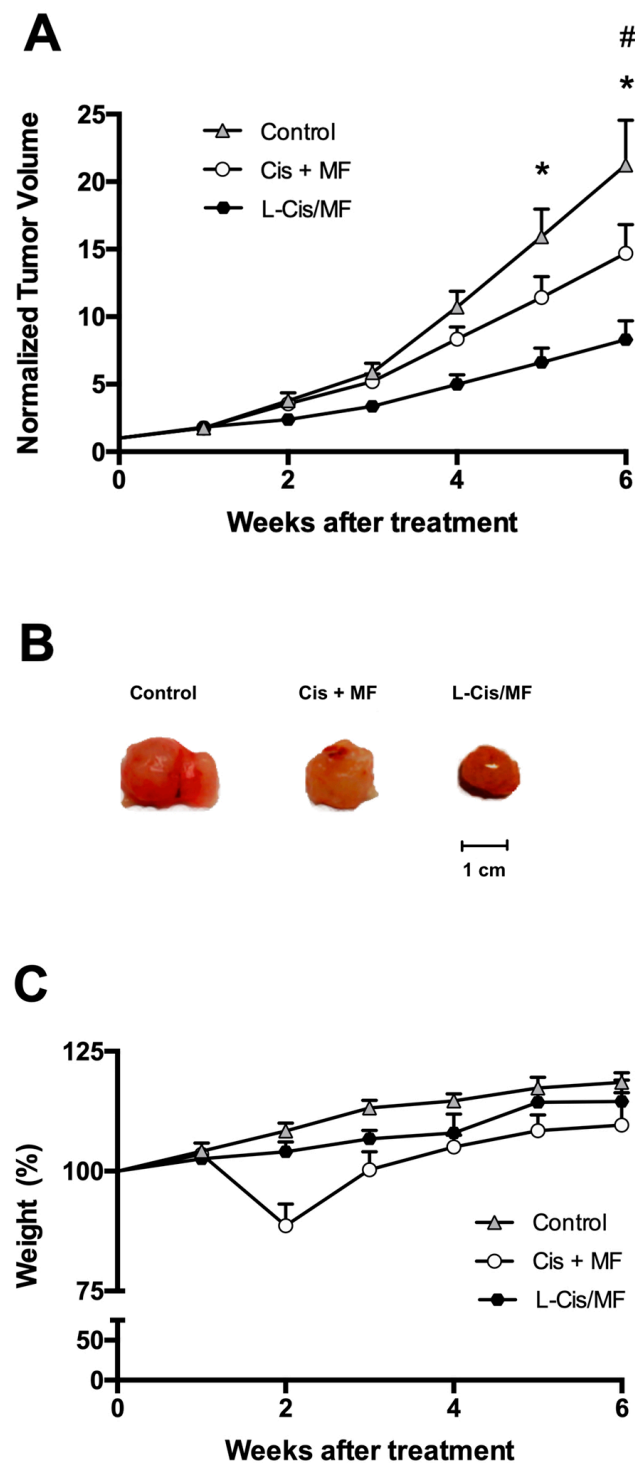 A
#
*
*
Normalized Tumor Volume
25
20
15
10
5
0
Control
Cis + MF
L-Cis/MF
0 2 4 6
Weeks after treatment
B
Control Cis + MF L-Cis/MF
1 cm
C
Weight (%)
125
100
75
50
0
Control
Cis + MF
L-Cis/MF
0 2 4 6
Weeks after treatment